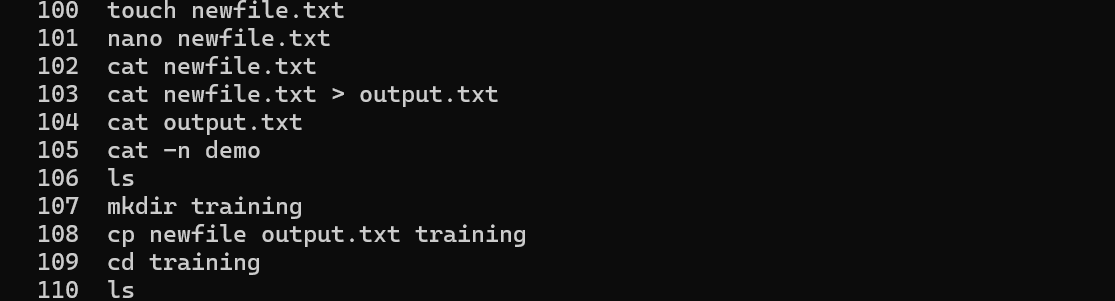 100 touch newfile.txt
101 nano newfile.txt
102 cat newfile.txt
103 cat newfile.txt > output.txt
104 cat output.txt
105 cat -n demo
106 ls
107 mkdir training
108 cp newfile output.txt training
109 cd training
110 ls